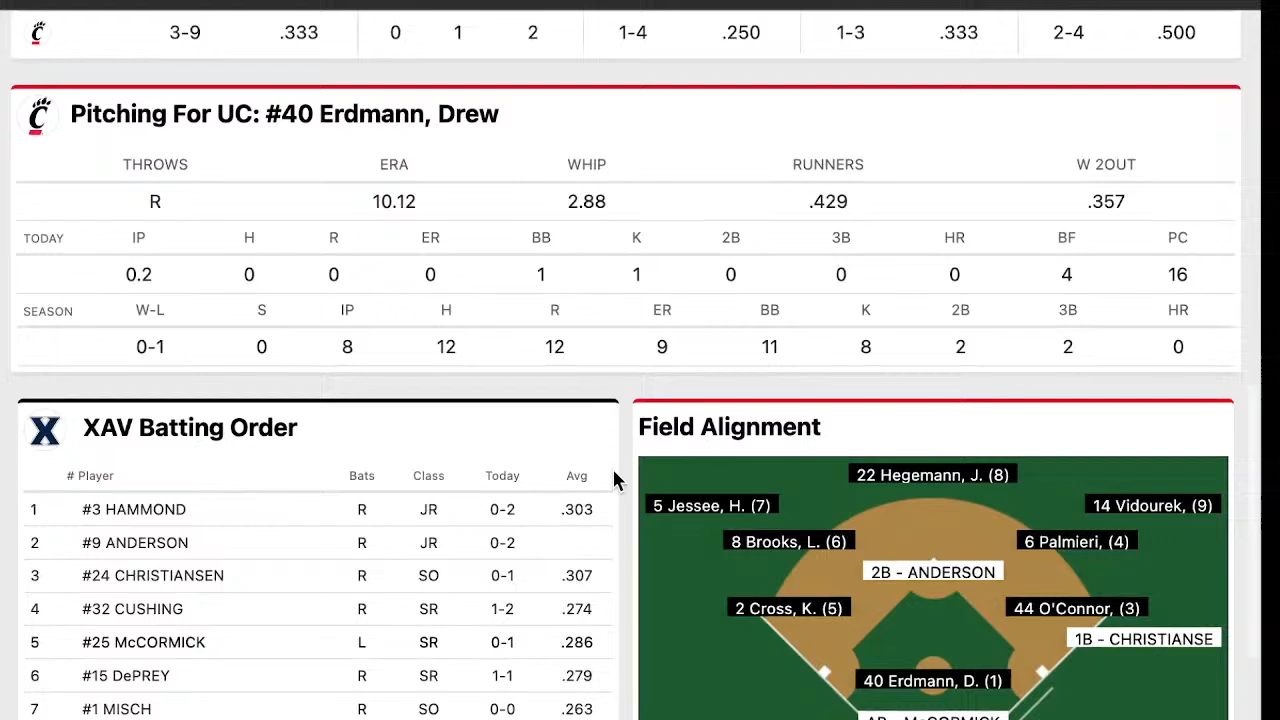 3-9 .333 0 1 2 1-4 .250 1-3 .333 2-4 .500
Pitching For UC: #40 Erdmann, Drew
THROWS ERA WHIP RUNNERS W 2OUT
R 10.12 2.88 .429 .357
TODAY IP H R ER BB K 2B 3B HR BF PC
0.2 0 0 0 1 1 0 0 0 4 16
SEASON W-L S IP H R ER BB K 2B 3B HR
0-1 0 8 12 12 9 11 8 2 2 0
X XAV Batting Order
# Player Bats Class Today Avg
1 #3 HAMMOND R JR 0-2 .303
2 #9 ANDERSON R JR 0-2
3 #24 CHRISTIANSEN R SO 0-1 .307
4 #32 CUSHING R SR 1-2 .274
5 #25 McCORMICK L SR 0-1 .286
6 #15 DePREY R SR 1-1 .279
7 #1 MISCH R SO 0-0 .263
Field Alignment
22 Hegemann, J. (8)
5 Jessee, H. (7) 14 Vidourek, (9)
8 Brooks, L. (6) 6 Palmieri, (4)
2B - ANDERSON
2 Cross, K. (5) 44 O'Connor, (3)
1B - CHRISTIANSE
40 Erdmann, D. (1)
AB - McCORMICK